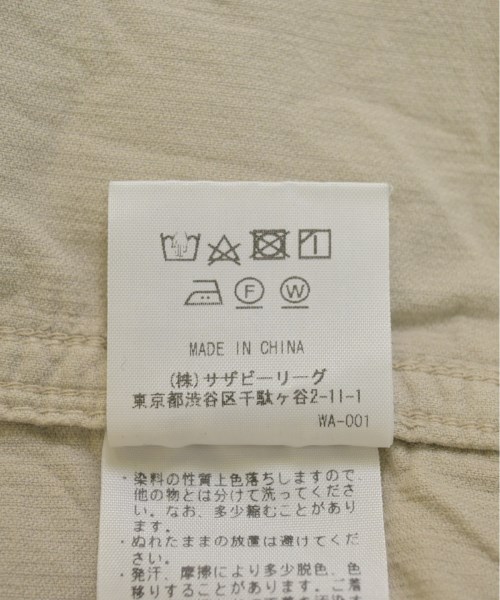 F W
MADE IN CHINA
(株)サザビーリーグ
東京都渋谷区千駄ヶ谷2-11-1
WA-001
・染料の性質上色落ちしますので、
他の物とは分けて洗ってくださ
い。なお、多少縮むことがあり
ます。
・ぬれたままの放置は避けてくだ
さい。
・発汗、摩擦により多少脱色、色
移りすることがあります。ご着